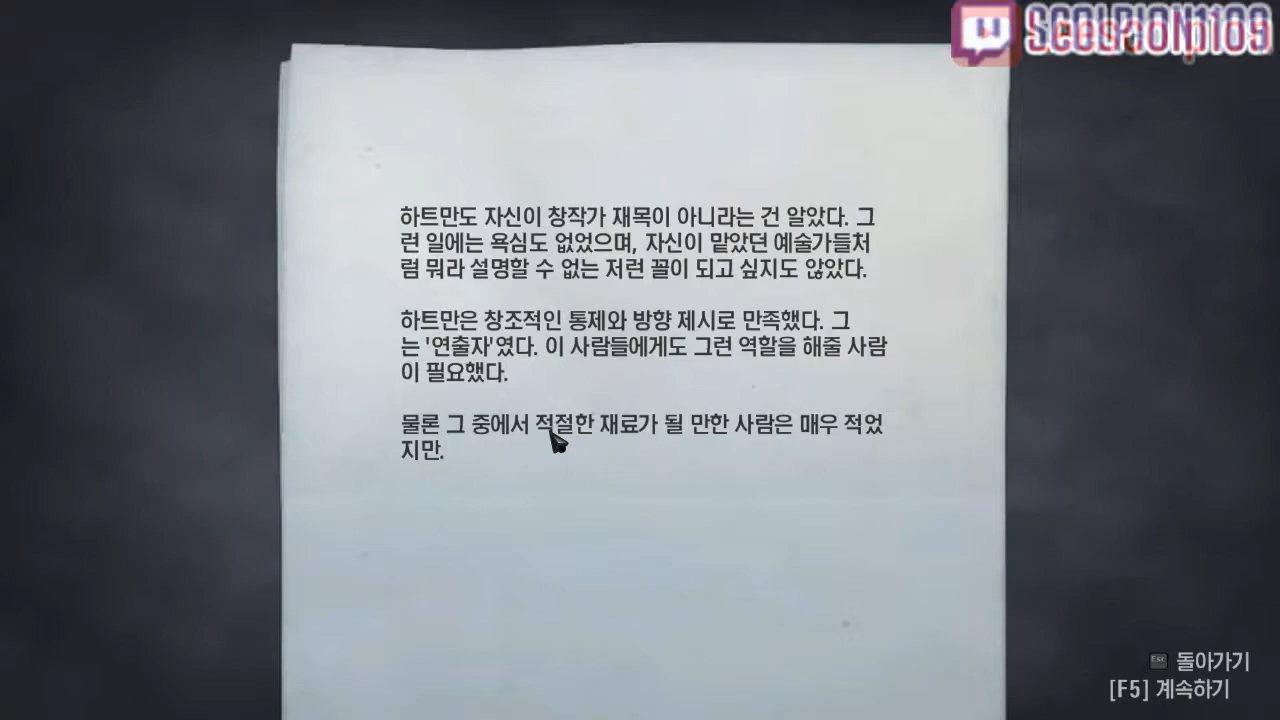 하트만도 자신이 창작가 재목이 아니라는 건 알았다. 그
런 일에는 욕심도 없었으며, 자신이 맡았던 예술가들처
럼 뭐라 설명할 수 없는 저런 꼴이 되고 싶지도 않았다.
하트만은 창조적인 통제와 방향 제시로 만족했다. 그
는 '연출자'였다. 이 사람들에게도 그런 역할을 해줄 사람
이 필요했다.
물론 그 중에서 적절한 재료가 될 만한 사람은 매우 적었
지만.
Esc 돌아가기
[F5] 계속하기